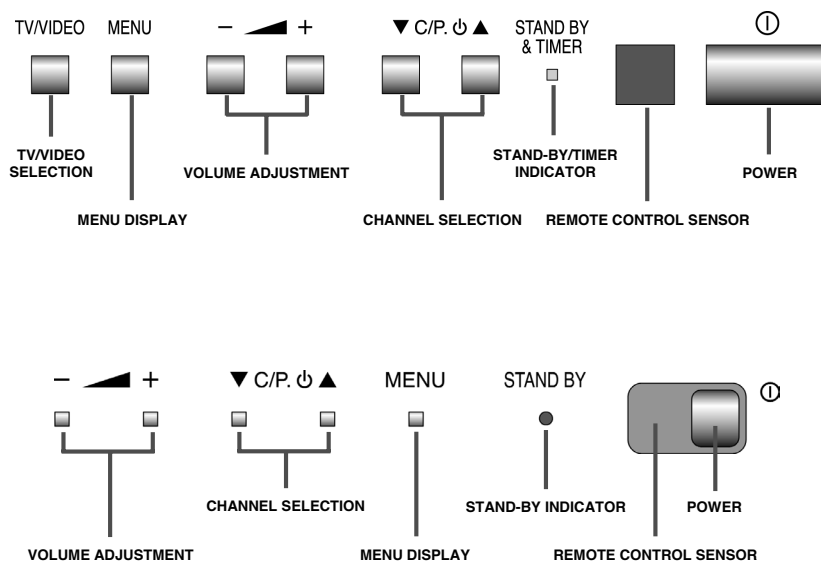 TV/VIDEO MENU − + ▼ C/P. ⏻ ▲ STAND BY
& TIMER
TV/VIDEO
SELECTION
VOLUME ADJUSTMENT
STAND-BY/TIMER
INDICATOR
POWER
MENU DISPLAY
CHANNEL SELECTION
REMOTE CONTROL SENSOR
− + ▼ C/P. ⏻ ▲ MENU STAND BY
CHANNEL SELECTION
STAND-BY INDICATOR
POWER
VOLUME ADJUSTMENT
MENU DISPLAY
REMOTE CONTROL SENSOR